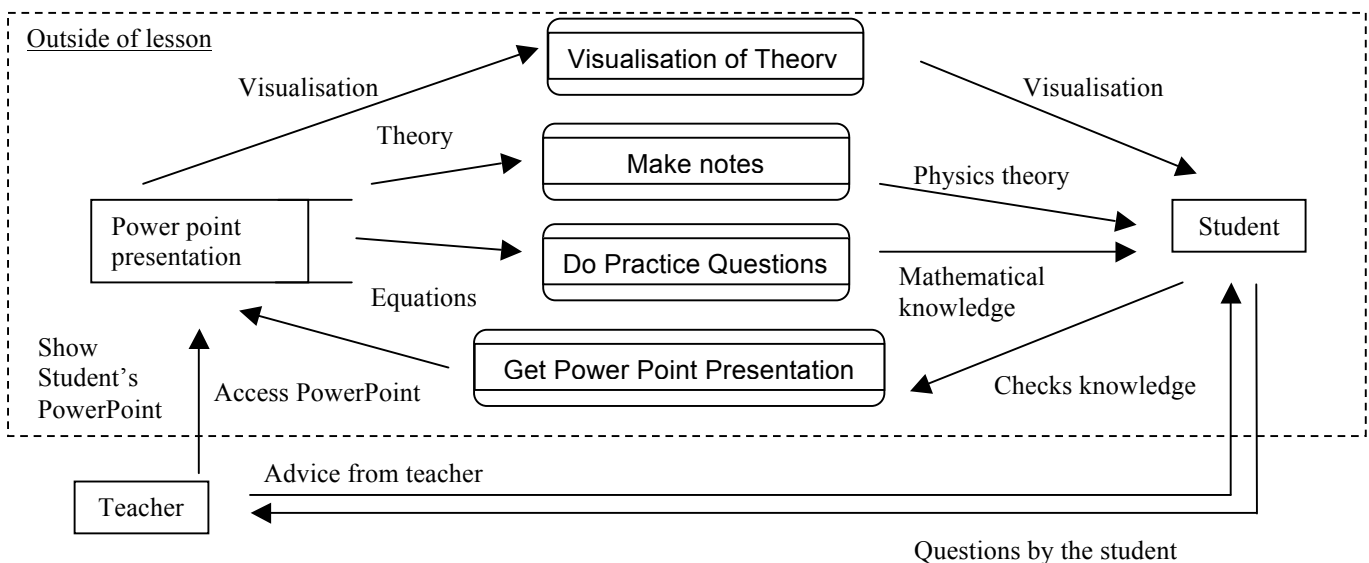 Outside of lesson
Visualisation of Theory
Visualisation
Visualisation
Theory
Make notes
Physics theory
Power point
presentation
Student
Do Practice Questions
Equations
Mathematical
knowledge
Show
Student's
PowerPoint
Access PowerPoint
Get Power Point Presentation
Checks knowledge
Advice from teacher
Teacher
Questions by the student